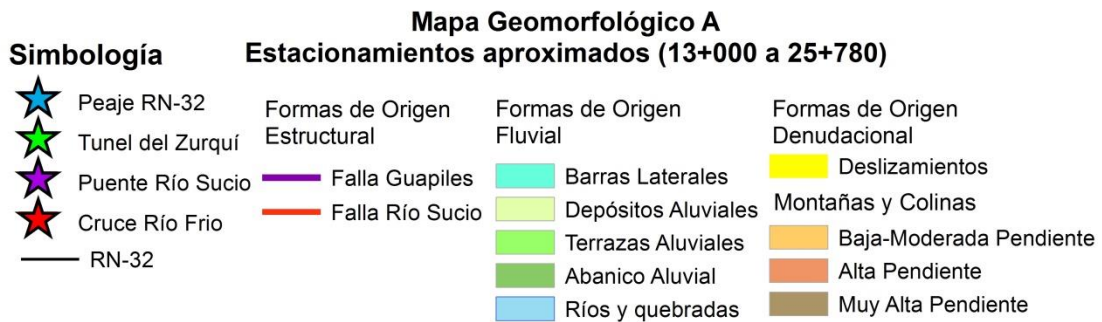 Mapa Geomorfológico A
Estacionamientos aproximados (13+000 a 25+780)
Simbología
Peaje RN-32
Tunel del Zurquí
Puente Río Sucio
Cruce Río Frio
RN-32
Formas de Origen
Estructural
Falla Guapiles
Falla Río Sucio
Formas de Origen
Fluvial
Barras Laterales
Depósitos Aluviales
Terrazas Aluviales
Abanico Aluvial
Ríos y quebradas
Formas de Origen
Denudacional
Deslizamientos
Montañas y Colinas
Baja-Moderada Pendiente
Alta Pendiente
Muy Alta Pendiente